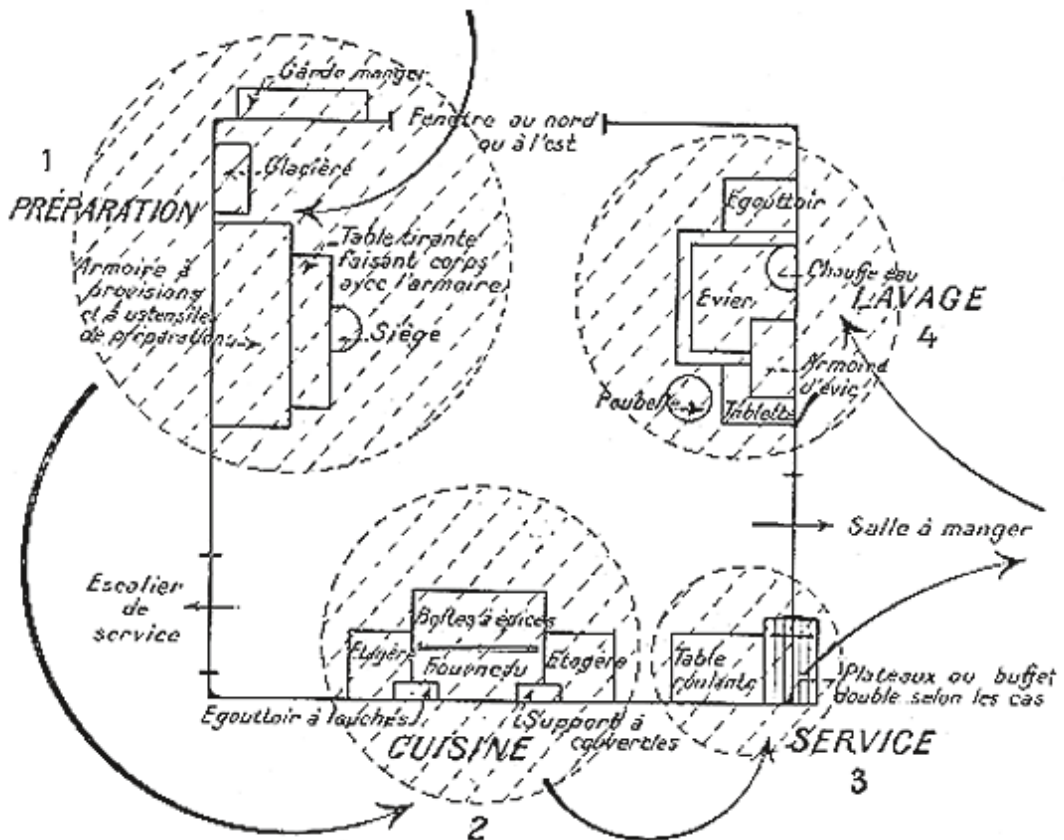 Garde manger
Fenêtre au nord
ou à l'est
1
PRÉPARATION
Glacière
Table tirante
faisant corps
avec l'armoire
Armoire à
provisions
et à ustensiles
de préparations
Siège
Egouttoir
Chauffe eau
Evier
LAVAGE
4
Armoire
d'évic
Poubelle
Tablette
Salle à manger
Escalier
de
service
Boîtes à épices
Etagère
Fourneau
Etagère
Table
roulante
Plateaux ou buffet
double selon les cas
Egouttoir à louches
Support à
couvercles
CUISINE
2
SERVICE
3